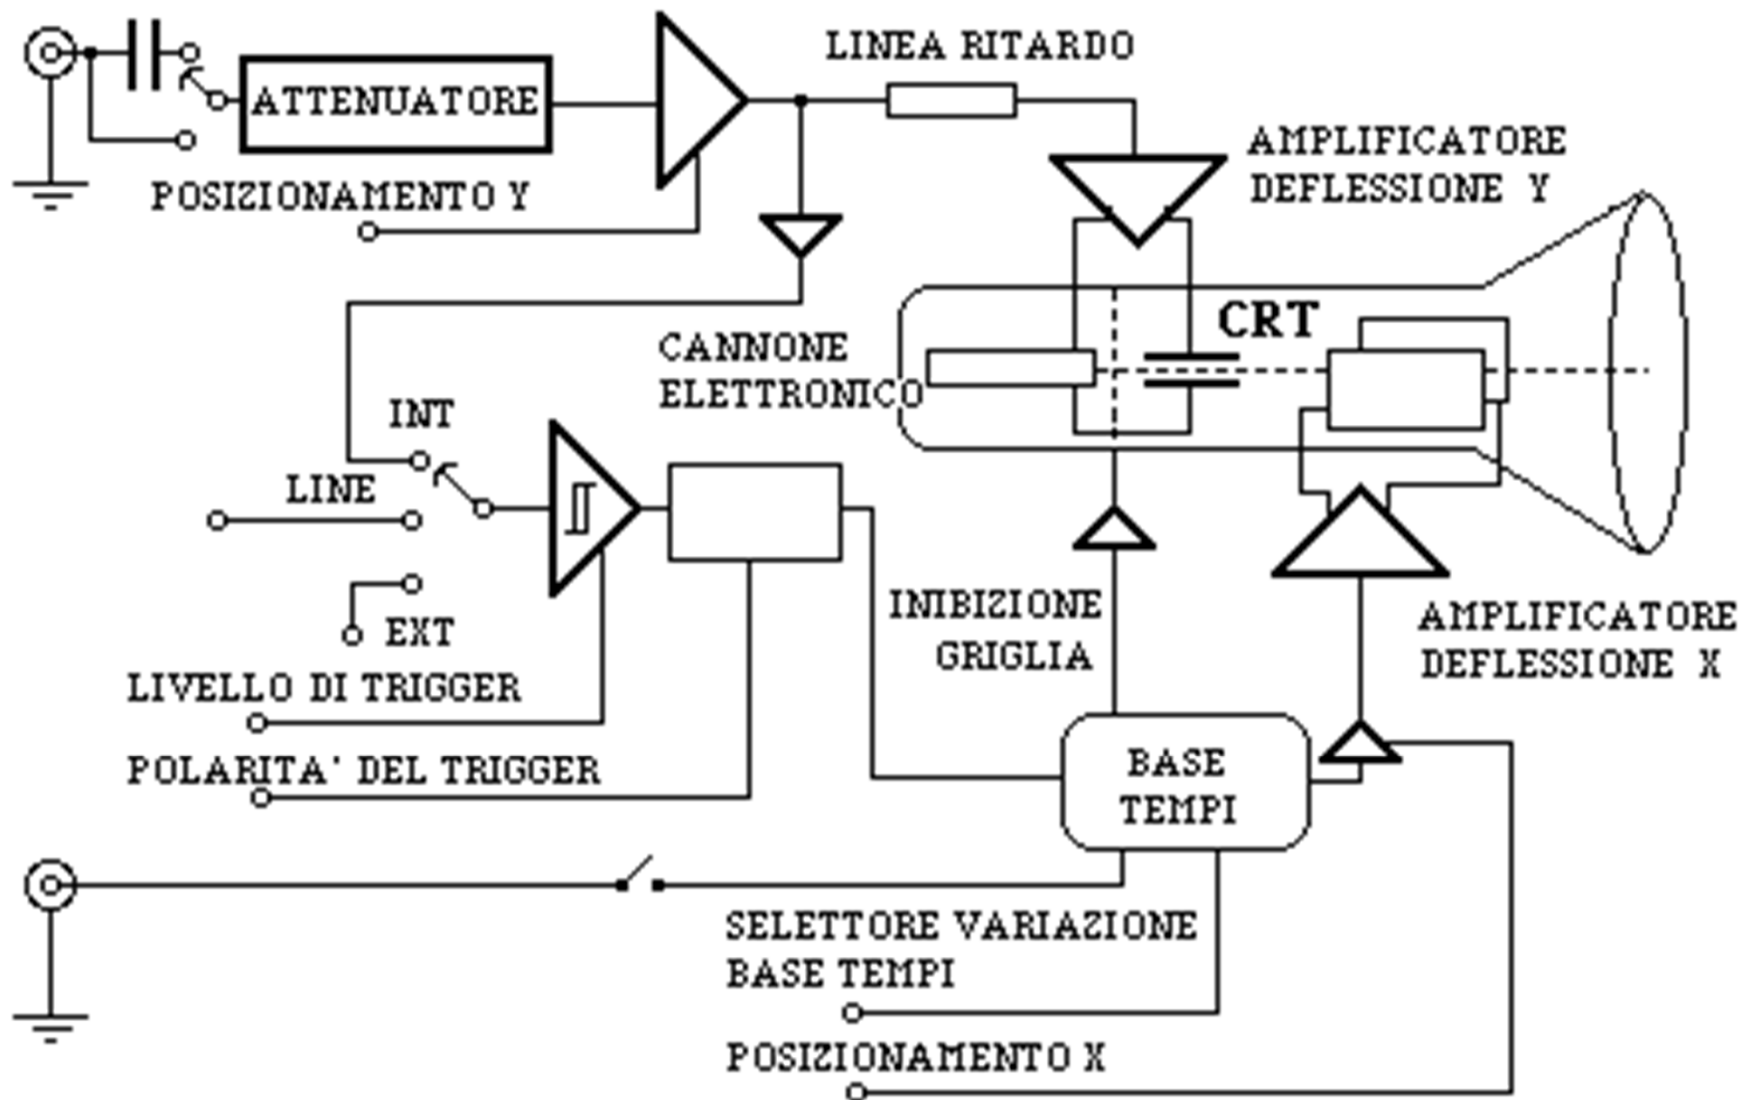 LINEA RITARDO
ATTENUATORE
AMPLIFICATORE
DEFLESSIONE Y
POSIZIONAMENTO Y
CRT
CANNONE
ELETTRONICO
INT
LINE
EXT
INIBIZIONE
GRIGLIA
AMPLIFICATORE
DEFLESSIONE X
LIVELLO DI TRIGGER
POLARITA' DEL TRIGGER
BASE
TEMPI
SELETTORE VARIAZIONE
BASE TEMPI
POSIZIONAMENTO X